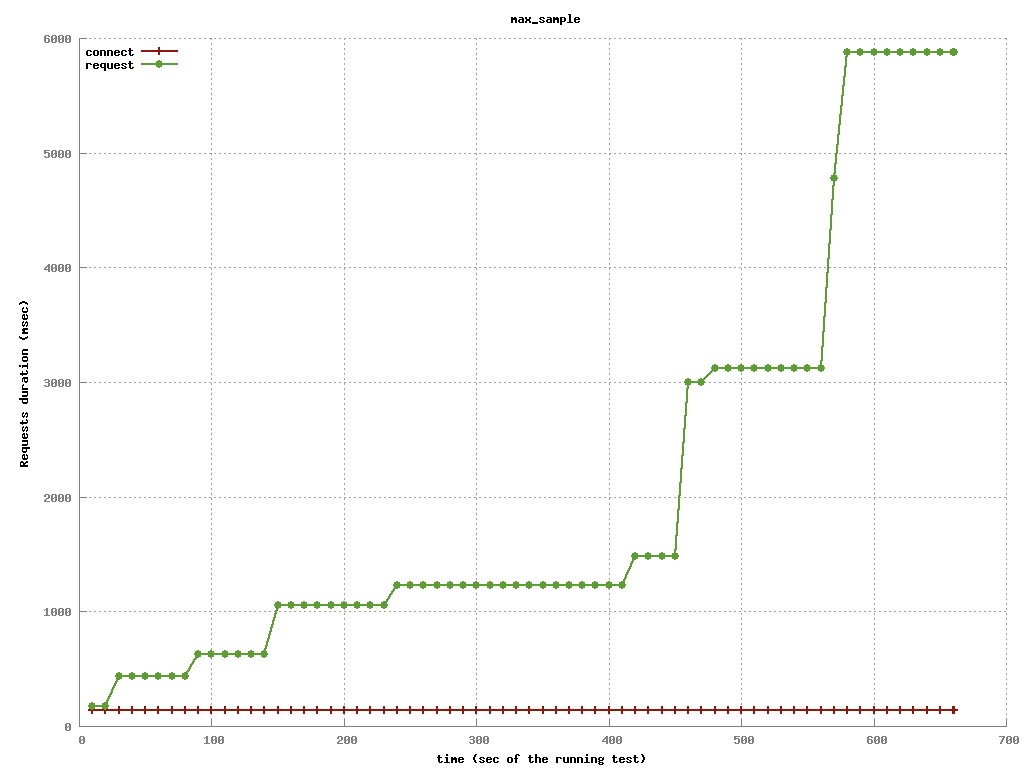 max_sample
6000
connect
request
5000
4000
3000
2000
1000
0
Requests duration (msec)
0 100 200 300 400 500 600 700
time (sec of the running test)